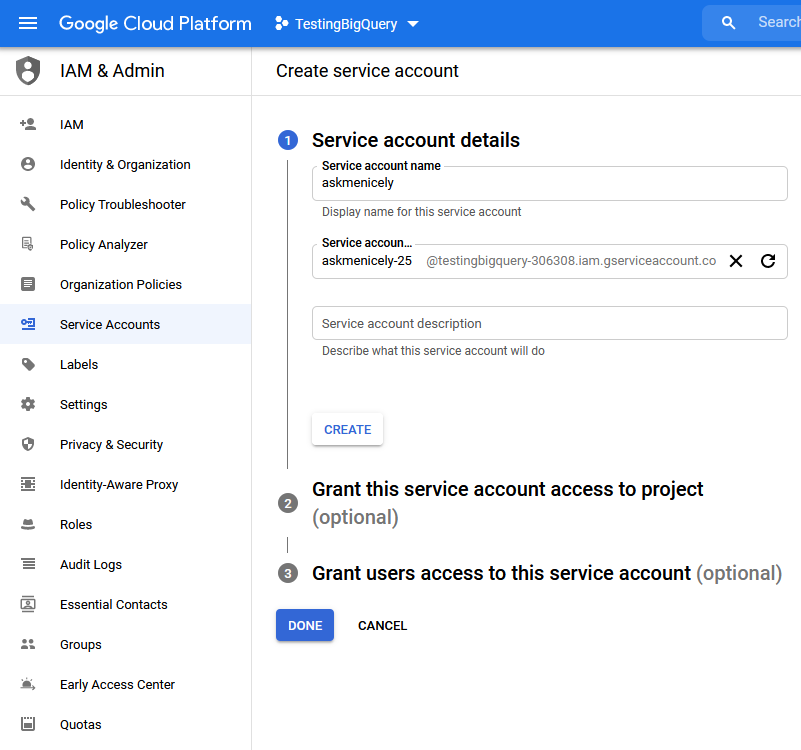 Google Cloud Platform
TestingBigQuery
Search
IAM & Admin
Create service account
IAM
Identity & Organization
Policy Troubleshooter
Policy Analyzer
Organization Policies
Service Accounts
Labels
Settings
Privacy & Security
Identity-Aware Proxy
Roles
Audit Logs
Essential Contacts
Groups
Early Access Center
Quotas
1
Service account details
Service account name
askmenicely
Display name for this service account
Service accoun...
askmenicely-25 @testingbigquery-306308.iam.gserviceaccount.co
Service account description
Describe what this service account will do
CREATE
2
Grant this service account access to project
(optional)
3
Grant users access to this service account (optional)
DONE
CANCEL